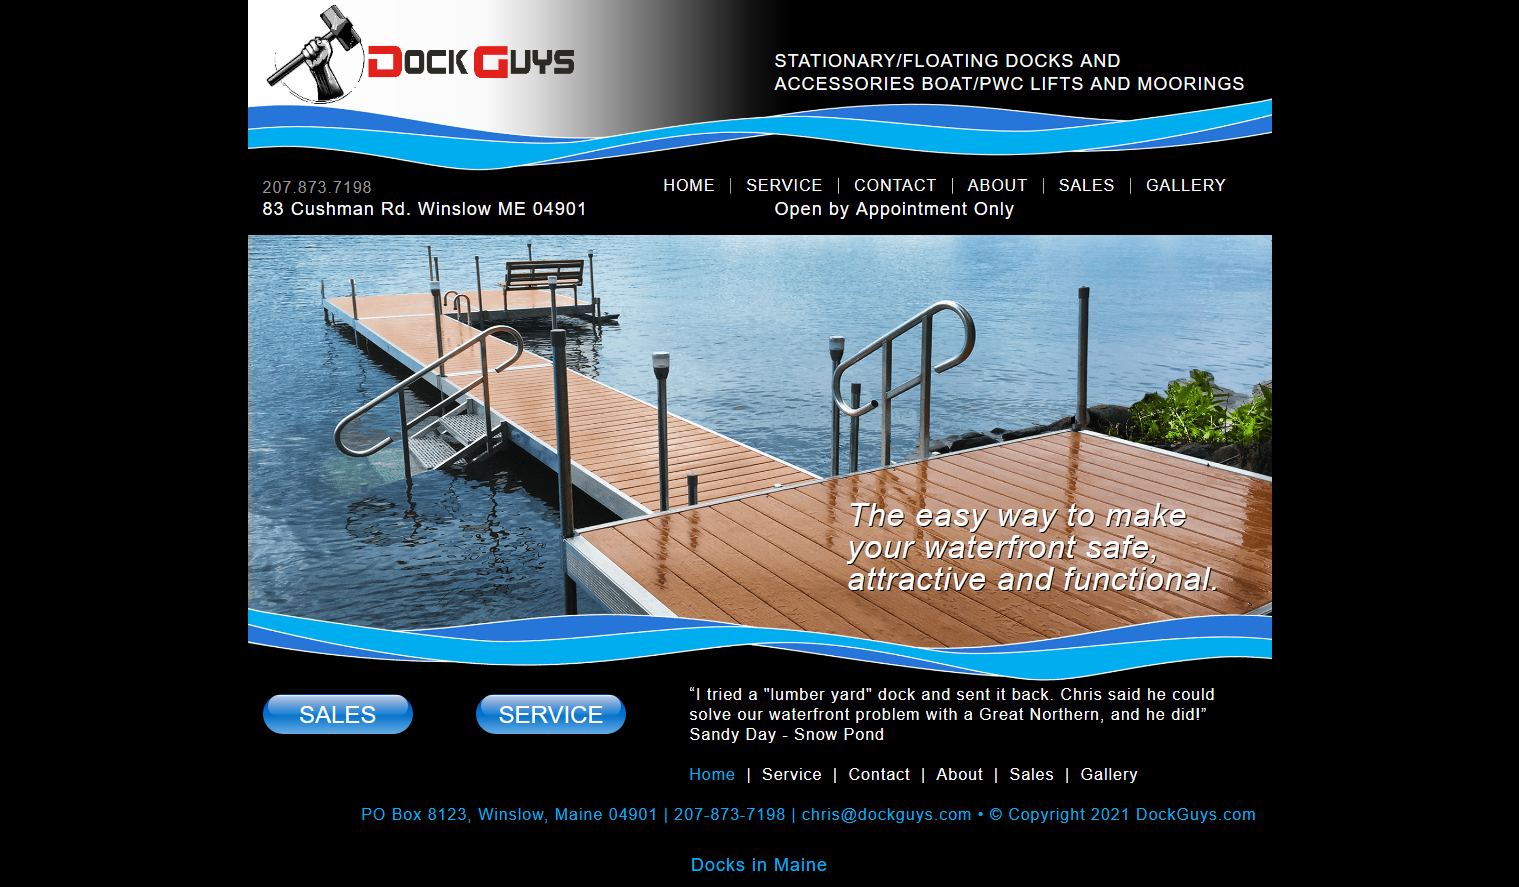 DOCK GUYS
STATIONARY/FLOATING DOCKS AND
ACCESSORIES BOAT/PWC LIFTS AND MOORINGS
207.873.7198
HOME | SERVICE | CONTACT | ABOUT | SALES | GALLERY
83 Cushman Rd. Winslow ME 04901
Open by Appointment Only
The easy way to make
your waterfront safe,
attractive and functional.
SALES
SERVICE
“I tried a "lumber yard" dock and sent it back. Chris said he could
solve our waterfront problem with a Great Northern, and he did!”
Sandy Day - Snow Pond
Home | Service | Contact | About | Sales | Gallery
PO Box 8123, Winslow, Maine 04901 | 207-873-7198 | chris@dockguys.com • © Copyright 2021 DockGuys.com
Docks in Maine